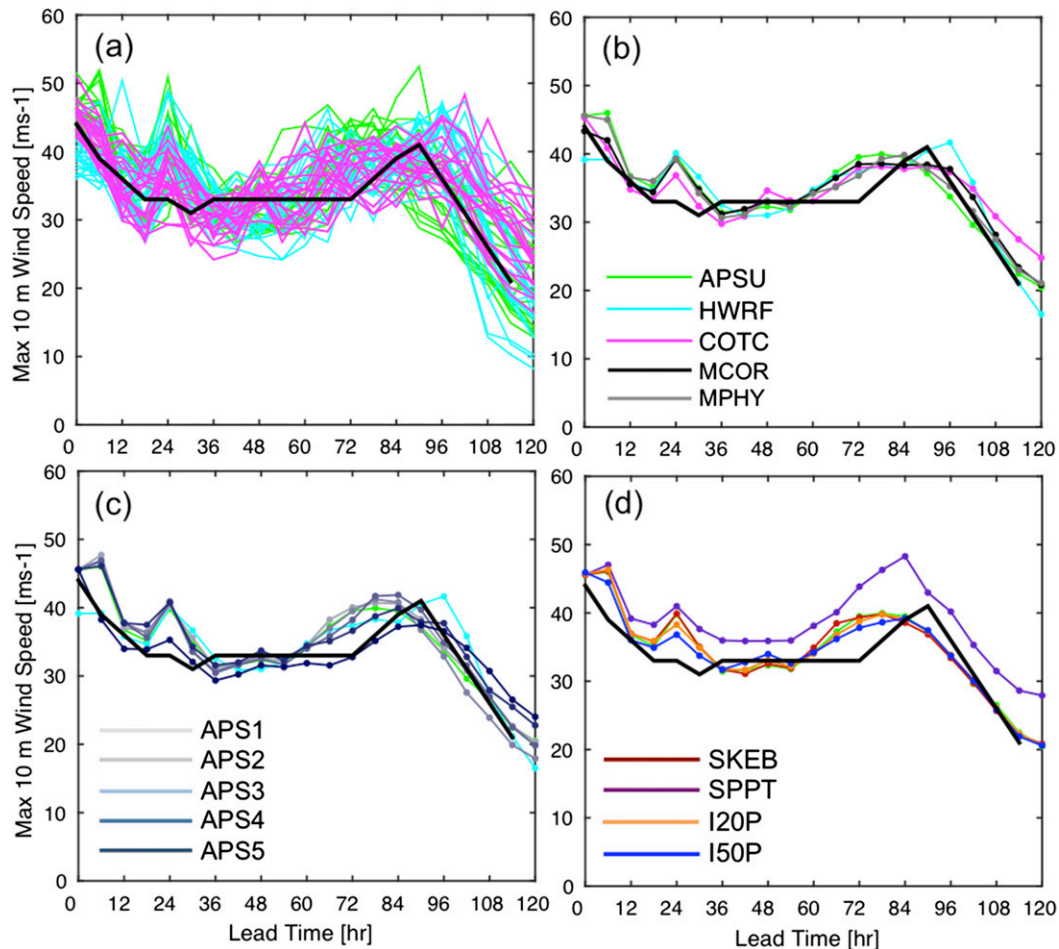 (a)
Max 10 m Wind Speed [ms-1]
60
50
40
30
20
10
0
0 12 24 36 48 60 72 84 96 108 120
(b)
60
50
40
30
20
10
0
APSU
HWRF
COTC
MCOR
MPHY
0 12 24 36 48 60 72 84 96 108 120
(c)
Max 10 m Wind Speed [ms-1]
60
50
40
30
20
10
0
APS1
APS2
APS3
APS4
APS5
0 12 24 36 48 60 72 84 96 108 120
Lead Time [hr]
(d)
60
50
40
30
20
10
0
SKEB
SPPT
I20P
I50P
0 12 24 36 48 60 72 84 96 108 120
Lead Time [hr]